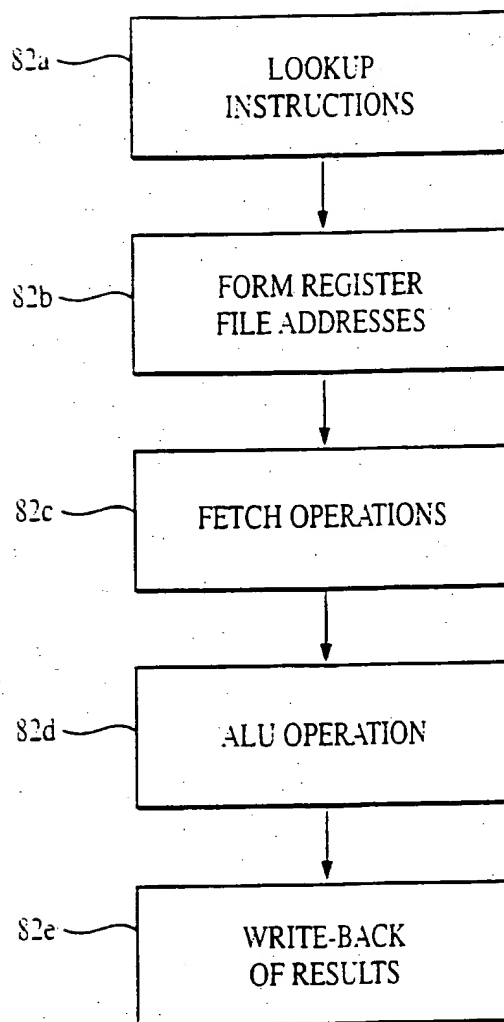 82a
LOOKUP
INSTRUCTIONS
82b
FORM REGISTER
FILE ADDRESSES
82c
FETCH OPERATIONS
82d
ALU OPERATION
82e
WRITE-BACK
OF RESULTS